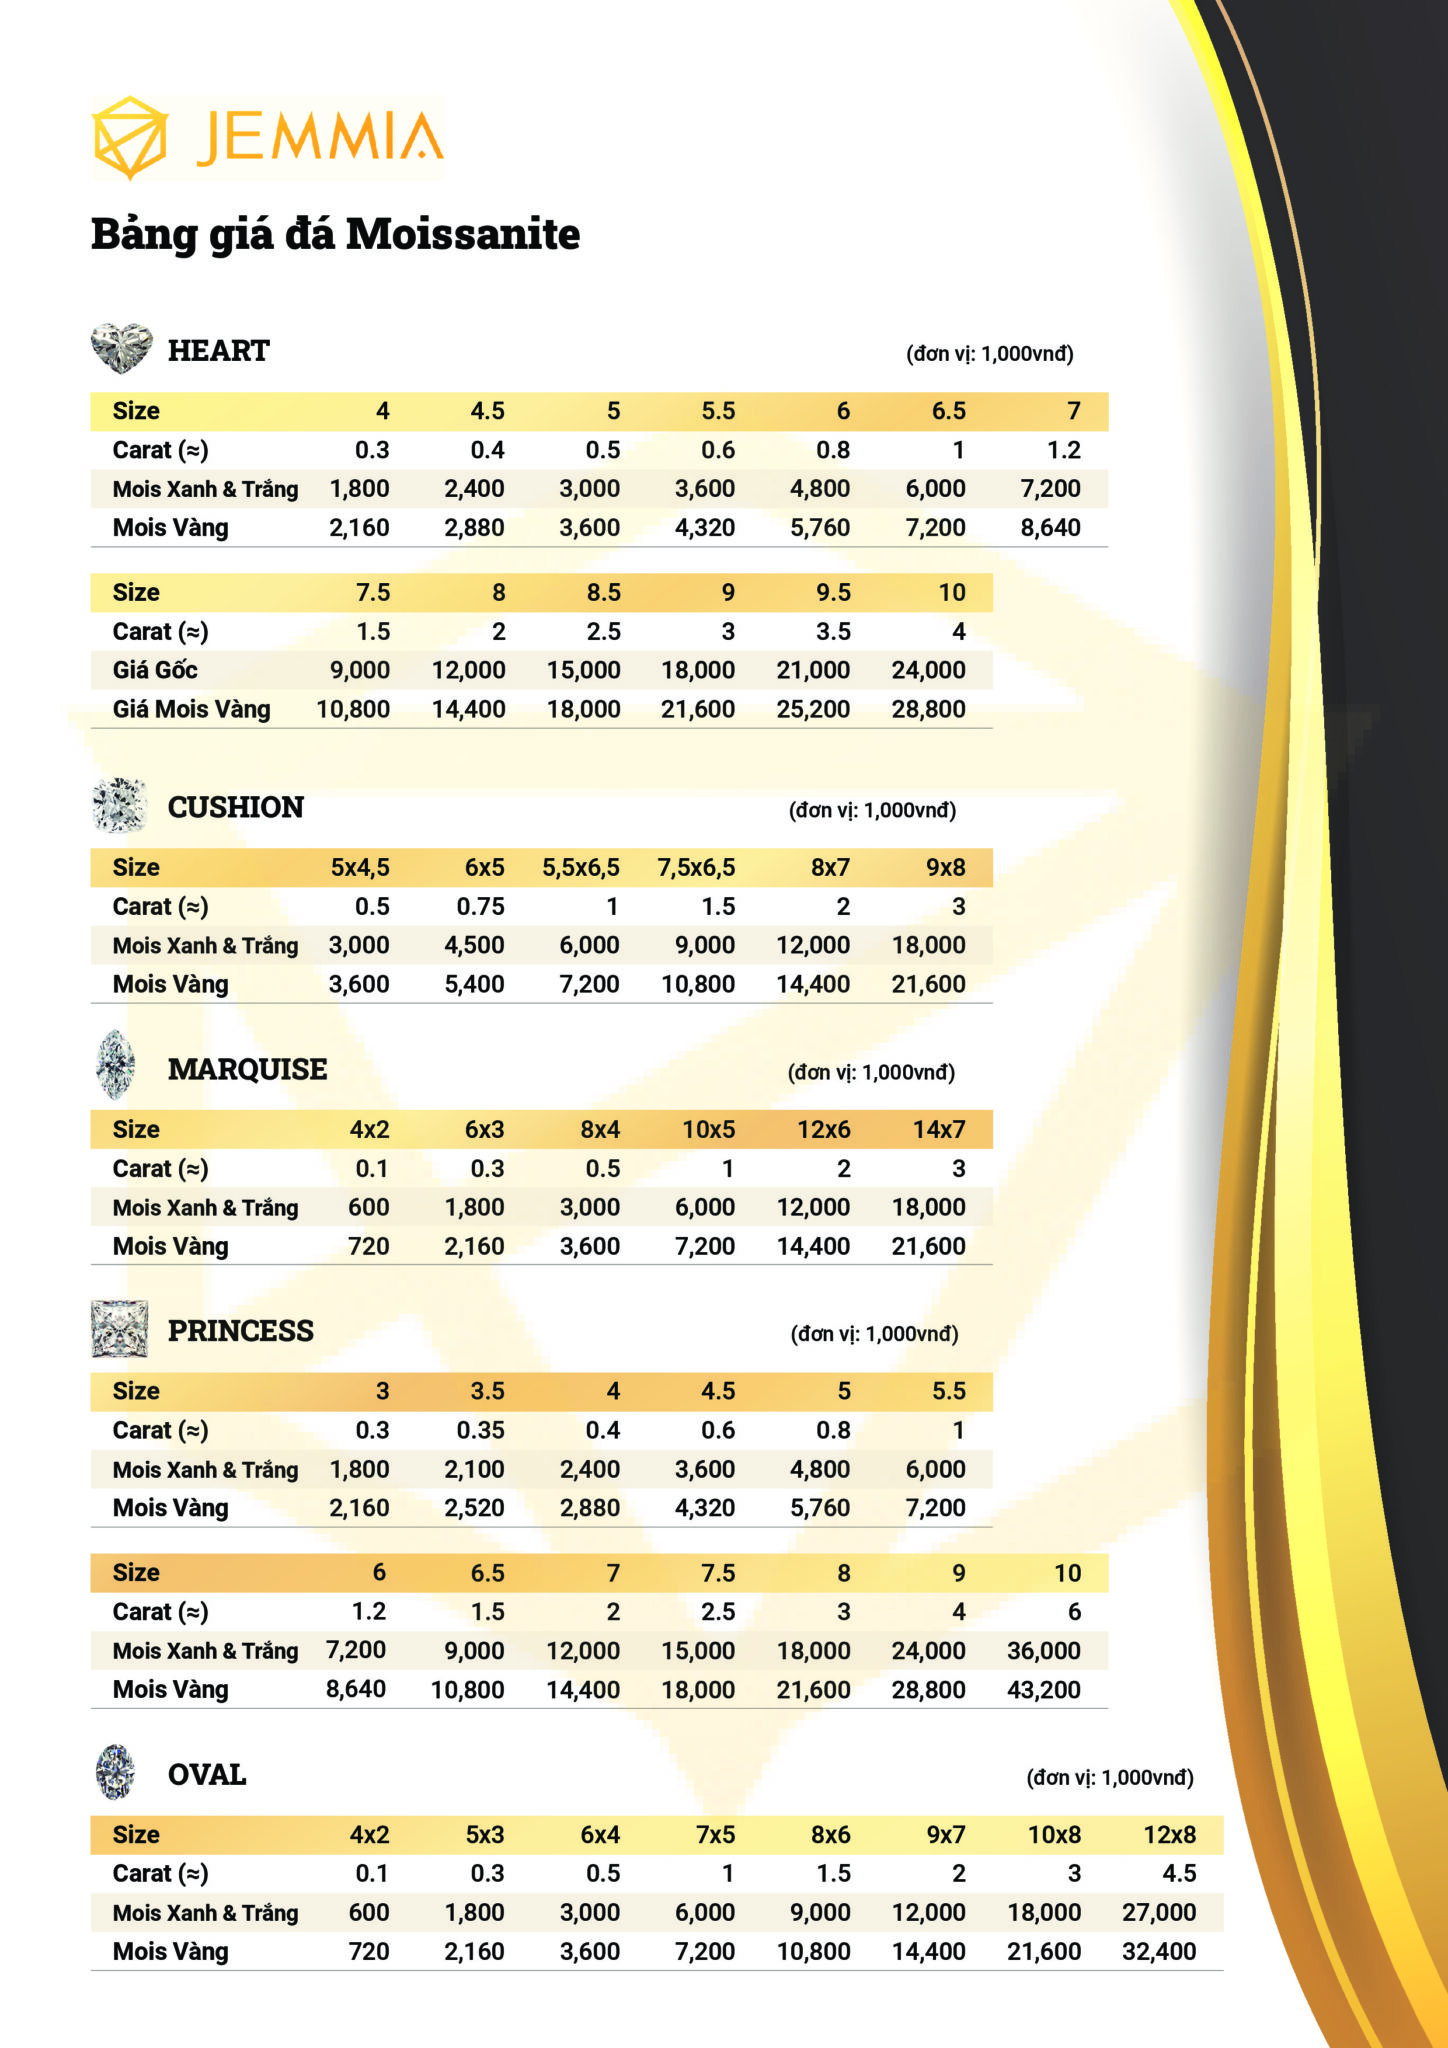 JEMMIA
Bảng giá đá Moissanite
HEART (đơn vị: 1,000vnđ)
Size 4 4.5 5 5.5 6 6.5 7
Carat (≈) 0.3 0.4 0.5 0.6 0.8 1 1.2
Mois Xanh & Trắng 1,800 2,400 3,000 3,600 4,800 6,000 7,200
Mois Vàng 2,160 2,880 3,600 4,320 5,760 7,200 8,640
Size 7.5 8 8.5 9 9.5 10
Carat (≈) 1.5 2 2.5 3 3.5 4
Giá Gốc 9,000 12,000 15,000 18,000 21,000 24,000
Giá Mois Vàng 10,800 14,400 18,000 21,600 25,200 28,800
CUSHION (đơn vị: 1,000vnđ)
Size 5x4,5 6x5 5,5x6,5 7,5x6,5 8x7 9x8
Carat (≈) 0.5 0.75 1 1.5 2 3
Mois Xanh & Trắng 3,000 4,500 6,000 9,000 12,000 18,000
Mois Vàng 3,600 5,400 7,200 10,800 14,400 21,600
MARQUISE (đơn vị: 1,000vnđ)
Size 4x2 6x3 8x4 10x5 12x6 14x7
Carat (≈) 0.1 0.3 0.5 1 2 3
Mois Xanh & Trắng 600 1,800 3,000 6,000 12,000 18,000
Mois Vàng 720 2,160 3,600 7,200 14,400 21,600
PRINCESS (đơn vị: 1,000vnđ)
Size 3 3.5 4 4.5 5 5.5
Carat (≈) 0.3 0.35 0.4 0.6 0.8 1
Mois Xanh & Trắng 1,800 2,100 2,400 3,600 4,800 6,000
Mois Vàng 2,160 2,520 2,880 4,320 5,760 7,200
Size 6 6.5 7 7.5 8 9 10
Carat (≈) 1.2 1.5 2 2.5 3 4 6
Mois Xanh & Trắng 7,200 9,000 12,000 15,000 18,000 24,000 36,000
Mois Vàng 8,640 10,800 14,400 18,000 21,600 28,800 43,200
OVAL (đơn vị: 1,000vnđ)
Size 4x2 5x3 6x4 7x5 8x6 9x7 10x8 12x8
Carat (≈) 0.1 0.3 0.5 1 1.5 2 3 4.5
Mois Xanh & Trắng 600 1,800 3,000 6,000 9,000 12,000 18,000 27,000
Mois Vàng 720 2,160 3,600 7,200 10,800 14,400 21,600 32,400